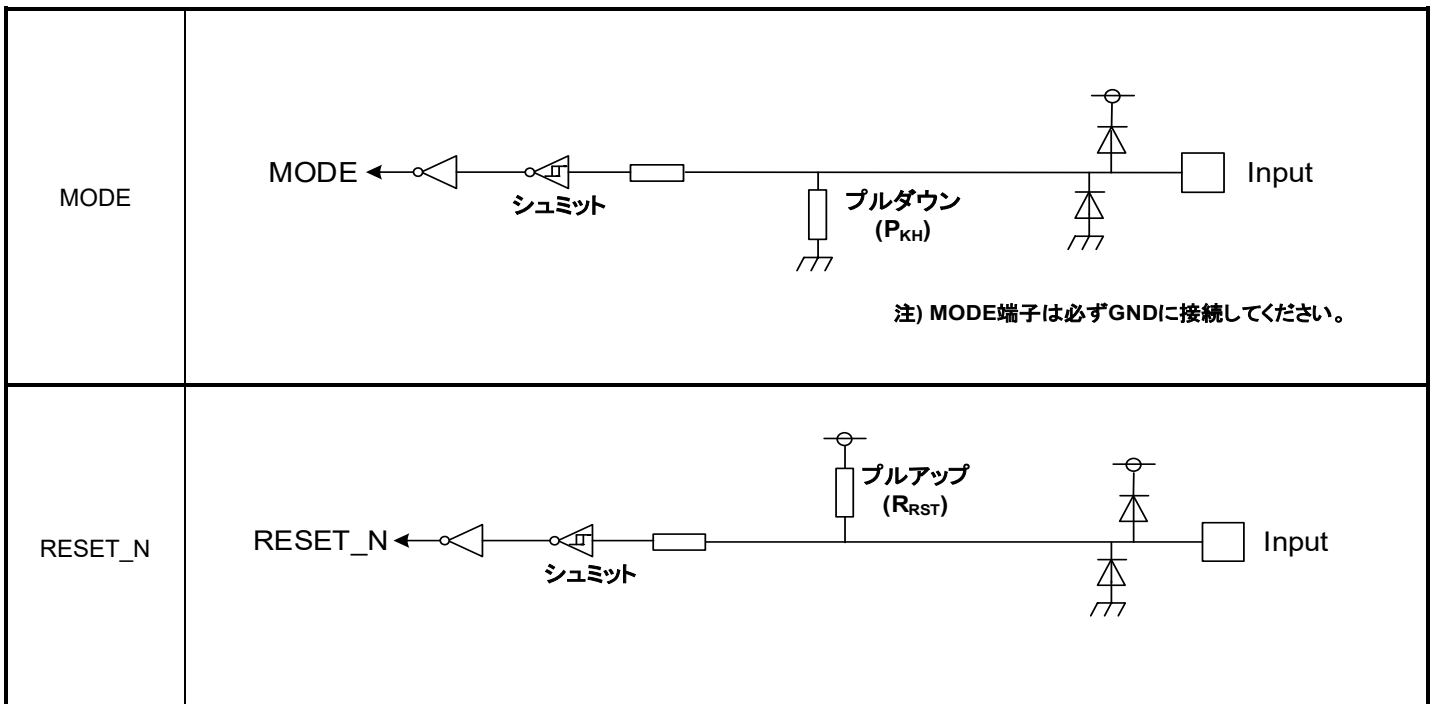 MODE
MODE
シュミット
プルダウン
(PKH)
Input
注) MODE端子は必ずGNDに接続してください。
RESET_N
RESET_N
シュミット
プルアップ
(RRST)
Input